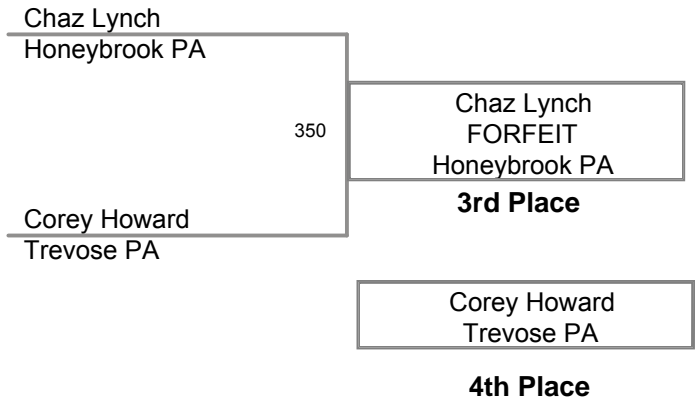 Chaz Lynch
Honeybrook PA
350
Chaz Lynch
FORFEIT
Honeybrook PA
3rd Place
Corey Howard
Trevose PA
Corey Howard
Trevose PA
4th Place